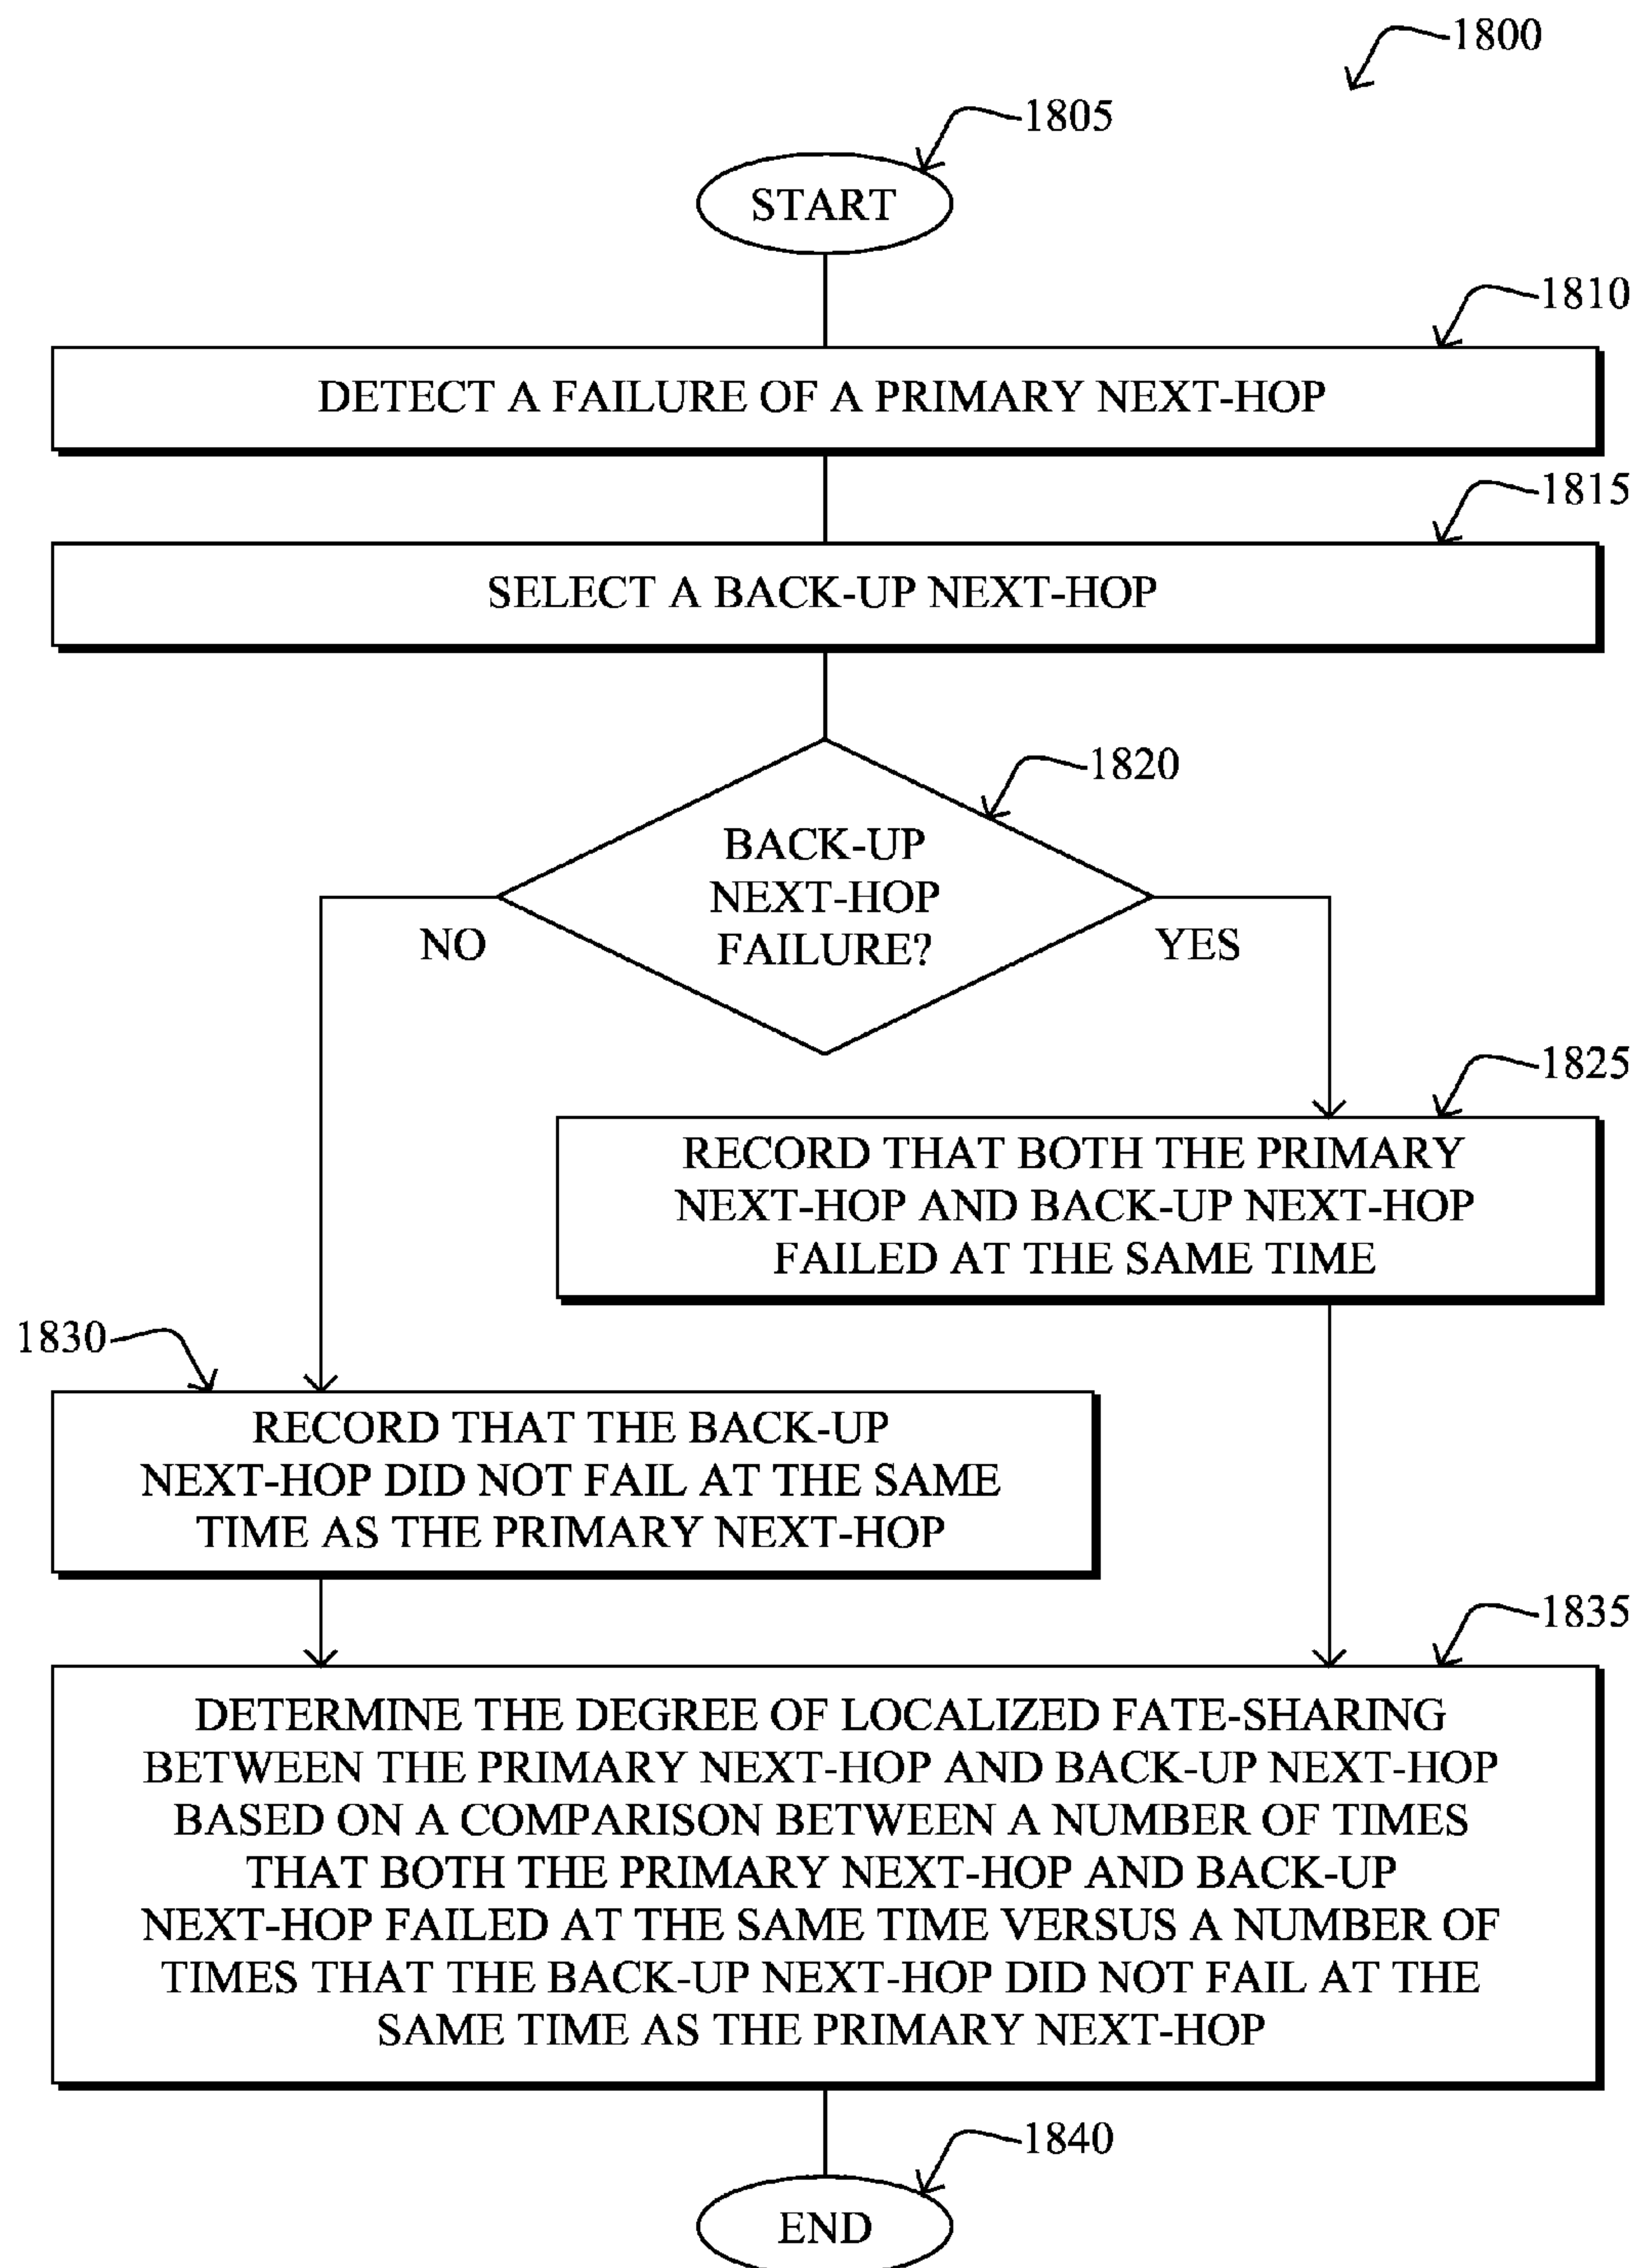 1800
1805
START
1810
DETECT A FAILURE OF A PRIMARY NEXT-HOP
1815
SELECT A BACK-UP NEXT-HOP
1820
BACK-UP
NEXT-HOP
FAILURE?
NO
YES
1825
RECORD THAT BOTH THE PRIMARY
NEXT-HOP AND BACK-UP NEXT-HOP
FAILED AT THE SAME TIME
1830
RECORD THAT THE BACK-UP
NEXT-HOP DID NOT FAIL AT THE SAME
TIME AS THE PRIMARY NEXT-HOP
1835
DETERMINE THE DEGREE OF LOCALIZED FATE-SHARING
BETWEEN THE PRIMARY NEXT-HOP AND BACK-UP NEXT-HOP
BASED ON A COMPARISON BETWEEN A NUMBER OF TIMES
THAT BOTH THE PRIMARY NEXT-HOP AND BACK-UP
NEXT-HOP FAILED AT THE SAME TIME VERSUS A NUMBER OF
TIMES THAT THE BACK-UP NEXT-HOP DID NOT FAIL AT THE
SAME TIME AS THE PRIMARY NEXT-HOP
1840
END